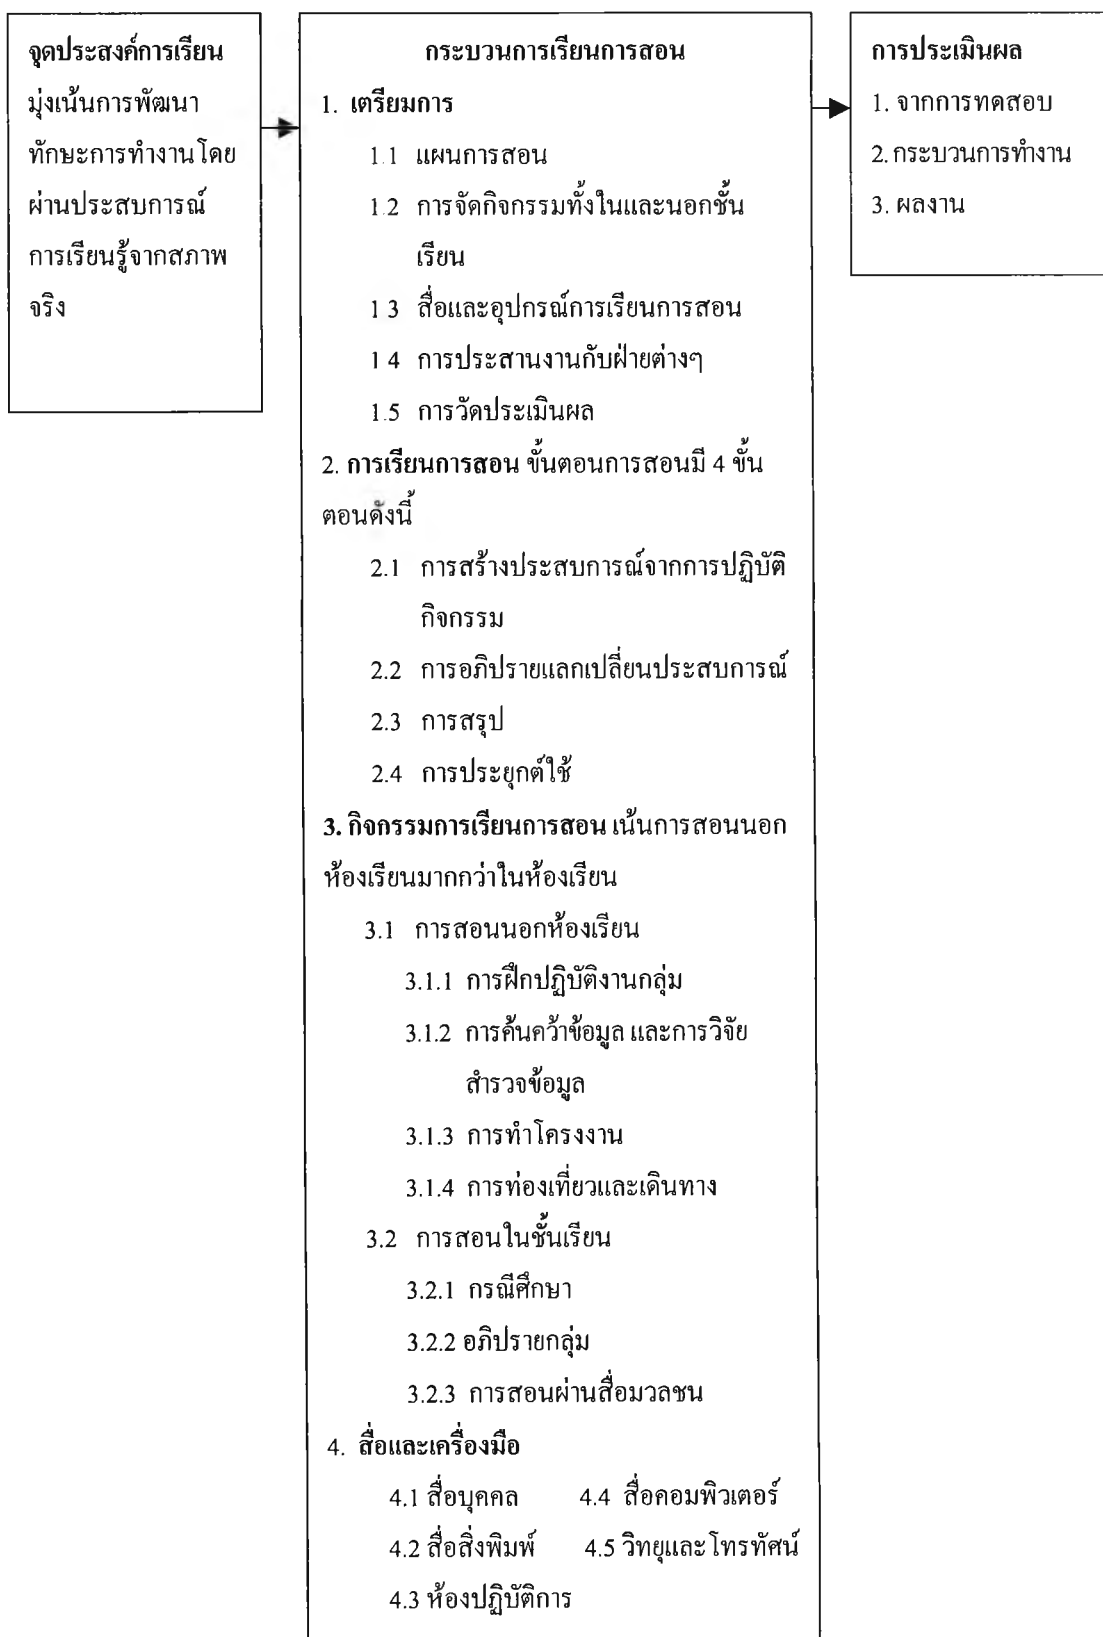 จุดประสงค์การเรียน
มุ่งเน้นการพัฒนา
ทักษะการทำงานโดย
ผ่านประสบการณ์
การเรียนรู้จากสภาพ
จริง
กระบวนการเรียนการสอน
1. เตรียมการ
1.1 แผนการสอน
1.2 การจัดกิจกรรมทั้งในและนอกชั้น
เรียน
1 3 สื่อและอุปกรณ์การเรียนการสอน
1 4 การประสานงานกับฝ่ายต่างๆ
1.5 การวัดประเมินผล
2. การเรียนการสอน ขั้นตอนการสอนมี 4 ขั้น
ตอนดังนี้
2.1 การสร้างประสบการณ์จากการปฏิบัติ
กิจกรรม
2.2 การอภิปรายแลกเปลี่ยนประสบการณ์
2.3 การสรุป
2.4 การประยุกต์ใช้
3. กิจกรรมการเรียนการสอน เน้นการสอนนอก
ห้องเรียนมากกว่าในห้องเรียน
3.1 การสอนนอกห้องเรียน
3.1.1 การฝึกปฏิบัติงานกลุ่ม
3.1.2 การค้นคว้าข้อมูล และการวิจัย
สำรวจข้อมูล
3.1.3 การทำโครงงาน
3.1.4 การท่องเที่ยวและเดินทาง
3.2 การสอนในชั้นเรียน
3.2.1 กรณีศึกษา
3.2.2 อภิปรายกลุ่ม
3.2.3 การสอนผ่านสื่อมวลชน
4. สื่อและเครื่องมือ
4.1 สื่อบุคคล 4.4 สื่อคอมพิวเตอร์
4.2 สื่อสิ่งพิมพ์ 4.5 วิทยุและโทรทัศน์
4.3 ห้องปฏิบัติการ
การประเมินผล
1. จากการทดสอบ
2. กระบวนการทำงาน
3. ผลงาน